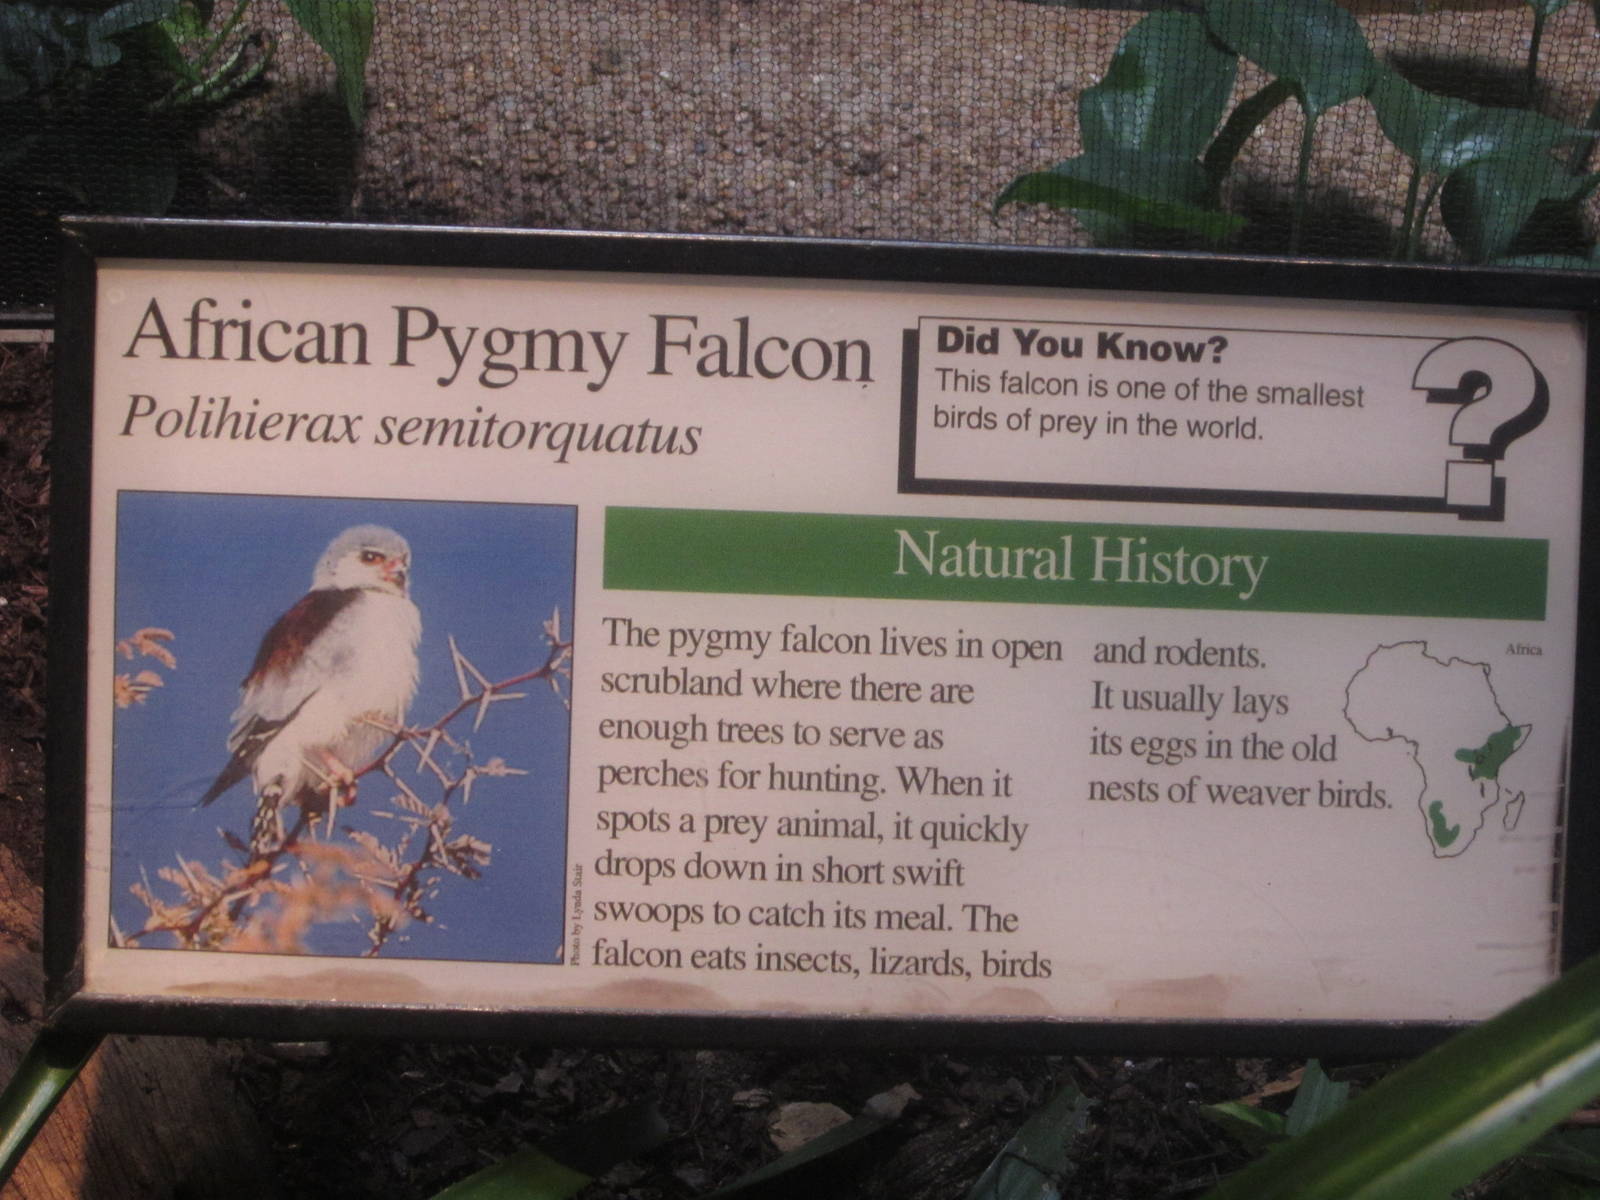 African Pygmy Falcon
Polihierax semitorquatus
Did You Know?
This falcon is one of the smallest
birds of prey in the world.
Natural History
The pygmy falcon lives in open
scrubland where there are
enough trees to serve as
perches for hunting. When it
spots a prey animal, it quickly
drops down in short swift
swoops to catch its meal. The
falcon eats insects, lizards, birds
and rodents.
It usually lays
its eggs in the old
nests of weaver birds.
Africa
Photo by Lynda Stair